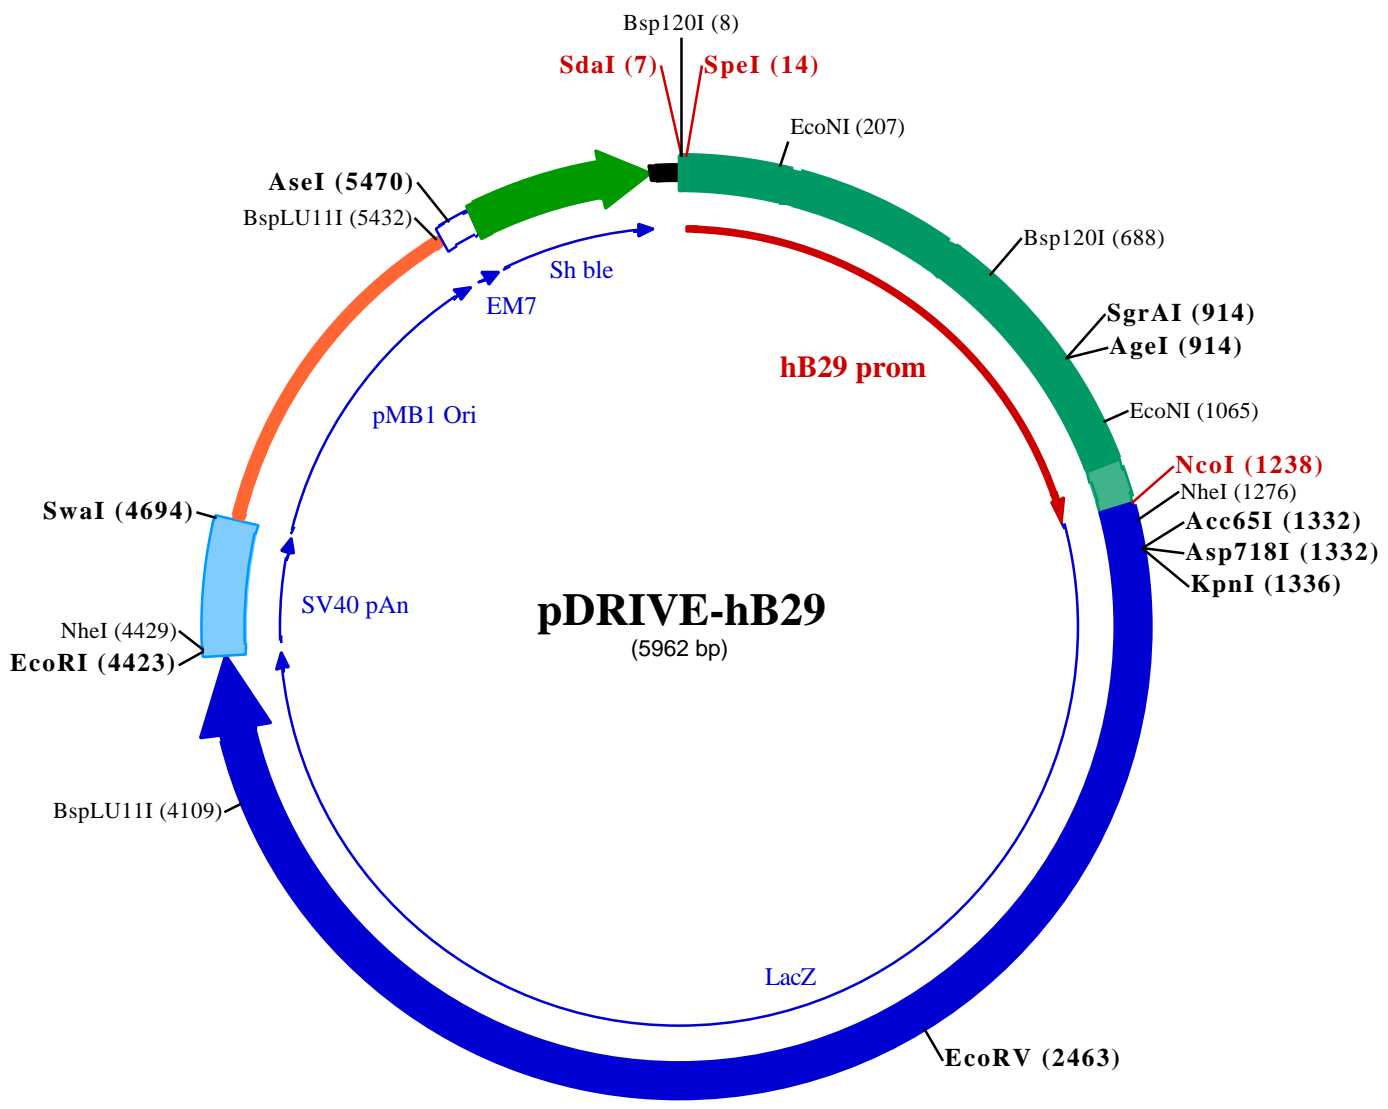 Bsp120I (8)
SdaI (7)
SpeI (14)
EcoNI (207)
AseI (5470)
BspLU11I (5432)
Bsp120I (688)
Sh ble
EM7
SgrAI (914)
AgeI (914)
hB29 prom
pMB1 Ori
EcoNI (1065)
NcoI (1238)
NheI (1276)
SwaI (4694)
Acc65I (1332)
Asp718I (1332)
KpnI (1336)
SV40 pAn
pDRIVE-hB29
(5962 bp)
NheI (4429)
EcoRI (4423)
BspLU11I (4109)
LacZ
EcoRV (2463)